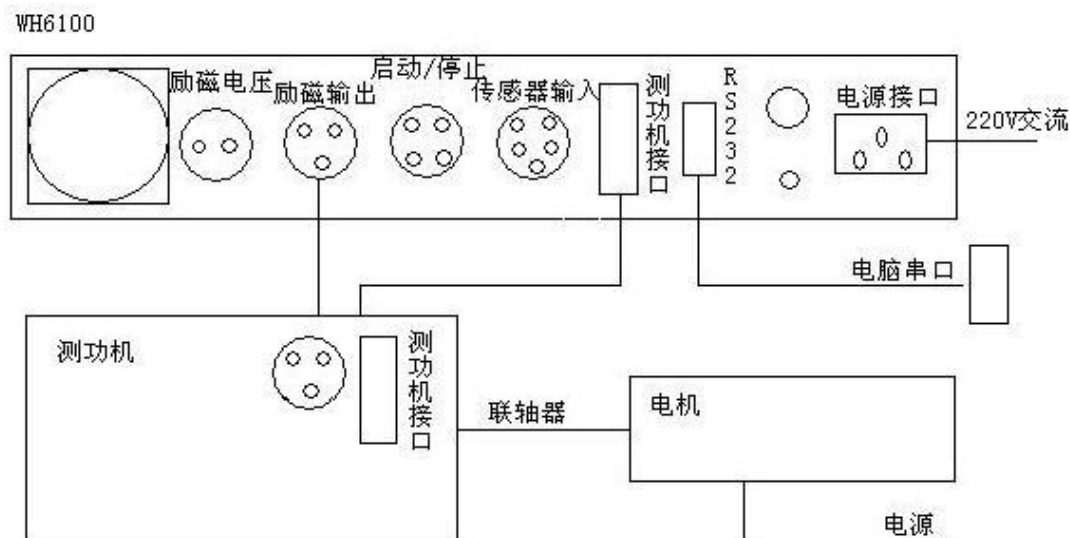 WH6100
励磁电压
励磁输出
启动/停止
传感器输入
测功机接口
RS232
电源接口
220V交流
电脑串口
测功机
测功机接口
联轴器
电机
电源